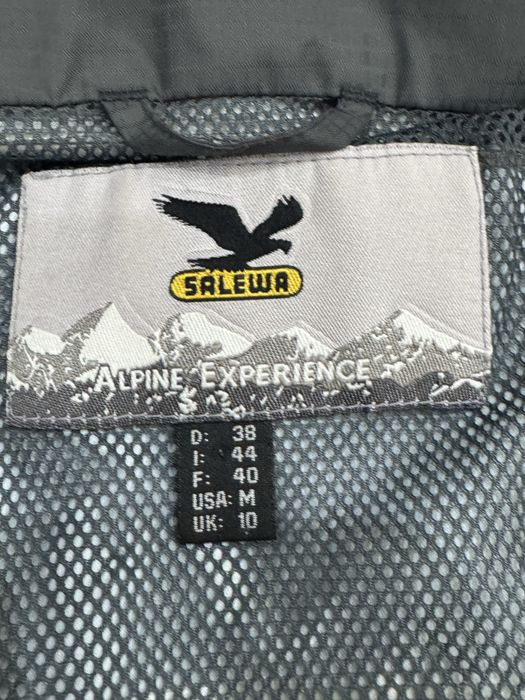 SALEWA
ALPINE EXPERIENCE
D: 38
I: 44
F: 40
USA: M
UK: 10